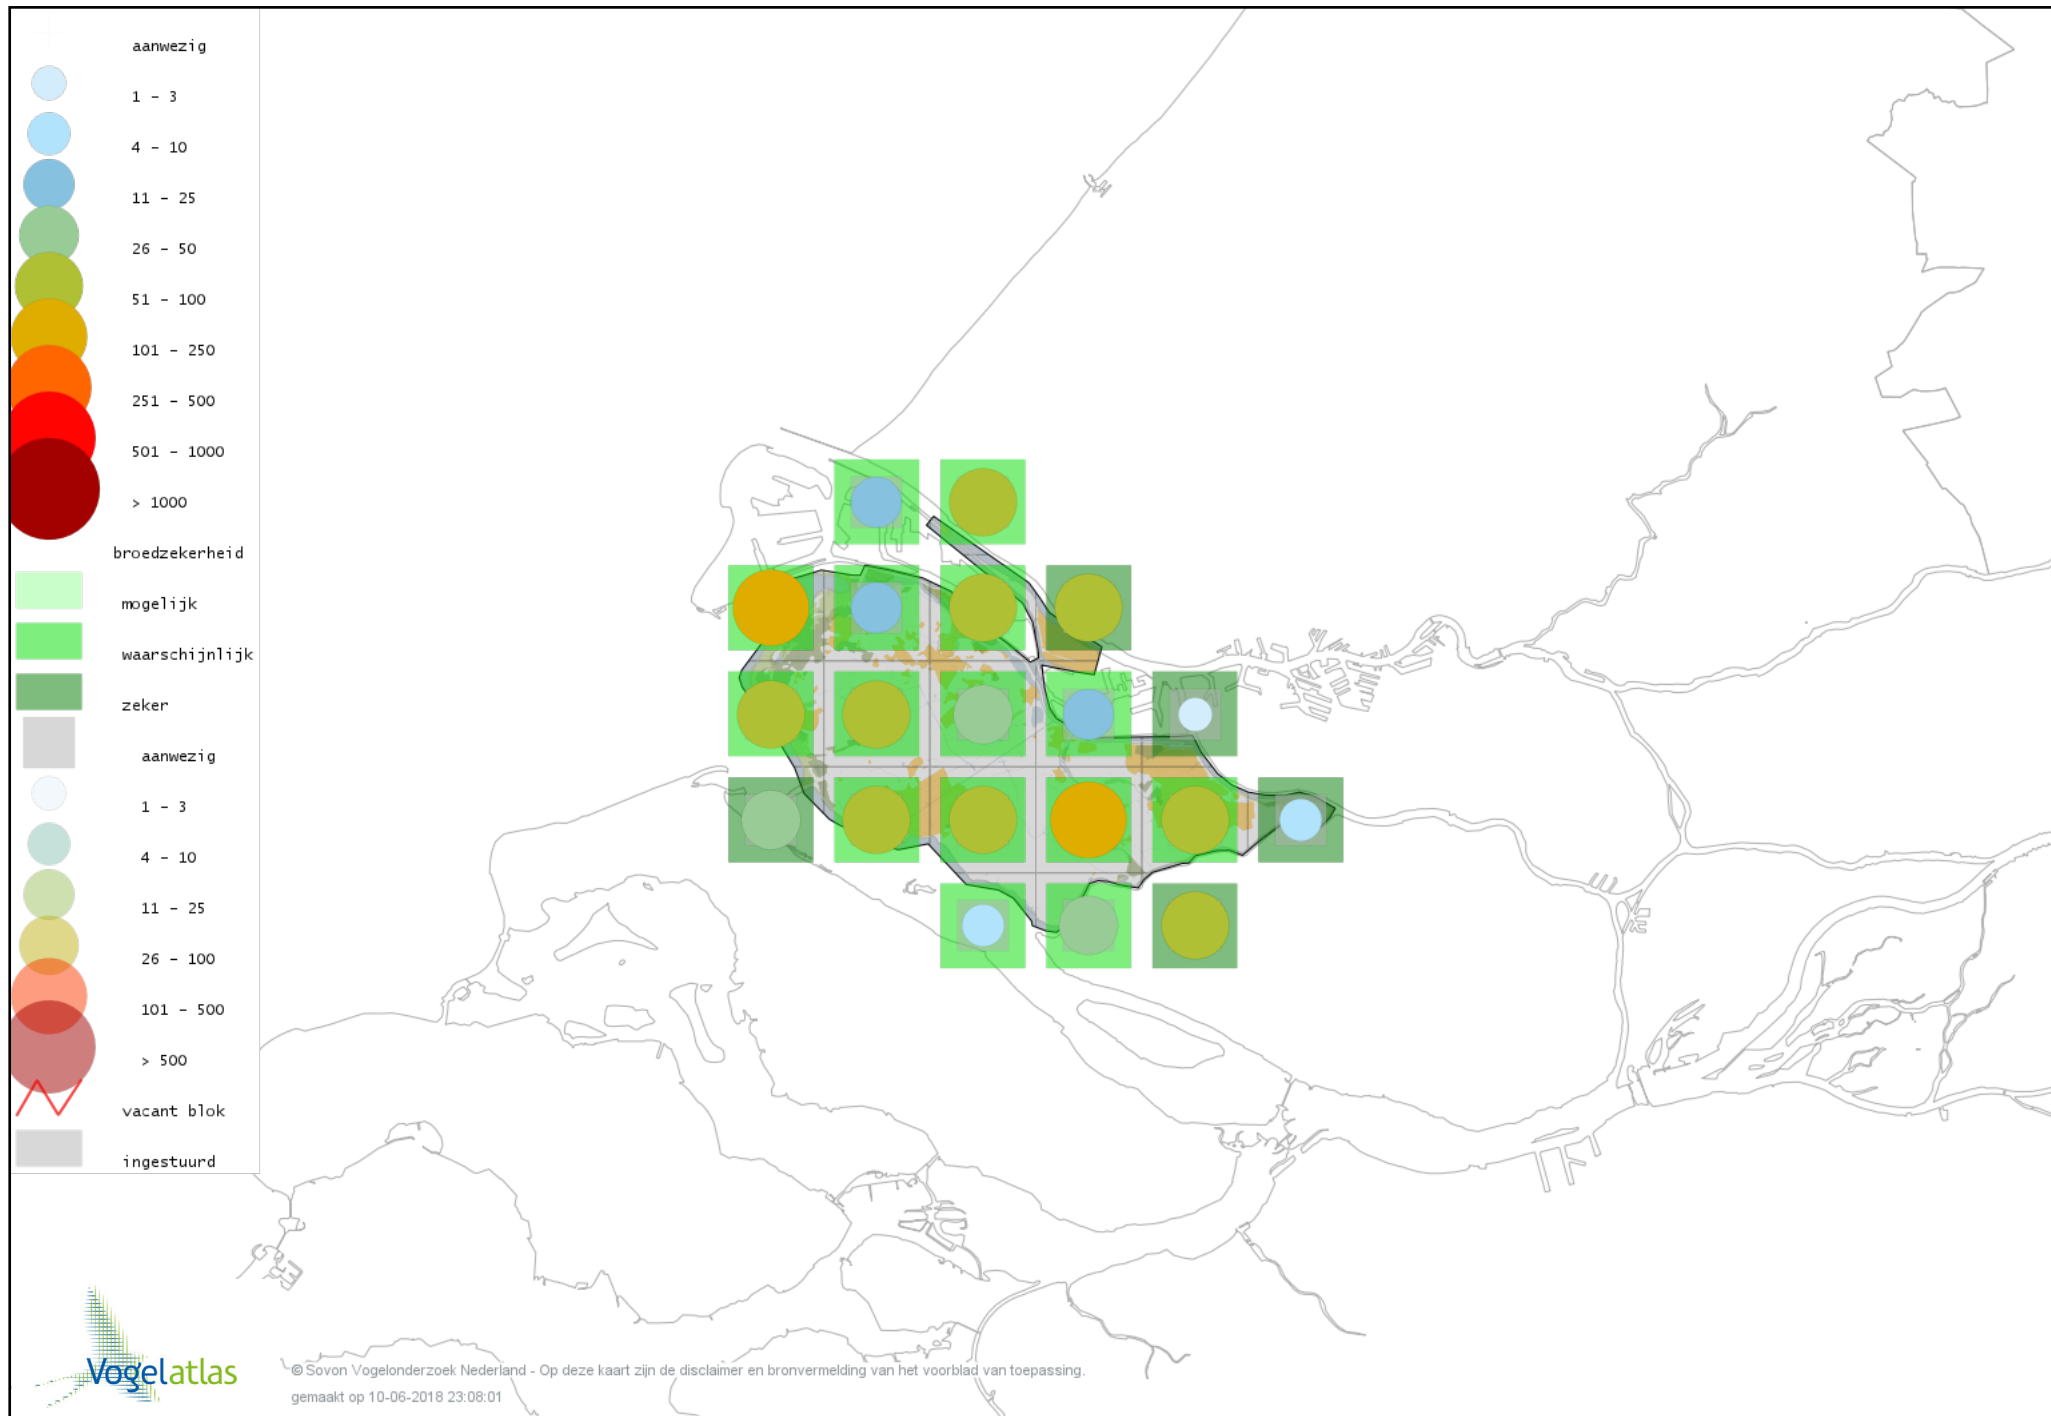 aanwezig
1 – 3
4 – 10
11 – 25
26 – 50
51 – 100
101 – 250
251 – 500
501 – 1000
> 1000
broedzekerheid
mogelijk
waarschijnlijk
zeker
aanwezig
1 – 3
4 – 10
11 – 25
26 – 100
101 – 500
> 500
vacant blok
ingestuurd
Vogelatlas
© Sovon Vogelonderzoek Nederland - Op deze kaart zijn de disclaimer en bronvermelding van het voorblad van toepassing.
gemaakt op 10-06-2018 23:08:01